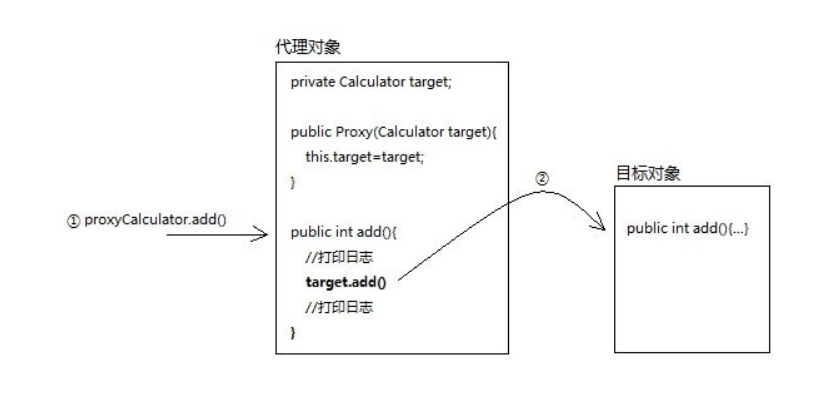 代理对象
private Calculator target;
public Proxy(Calculator target){
this.target=target;
}
① proxyCalculator.add()
public int add(){
//打印日志
target.add()
//打印日志
}
②
目标对象
public int add(){...}